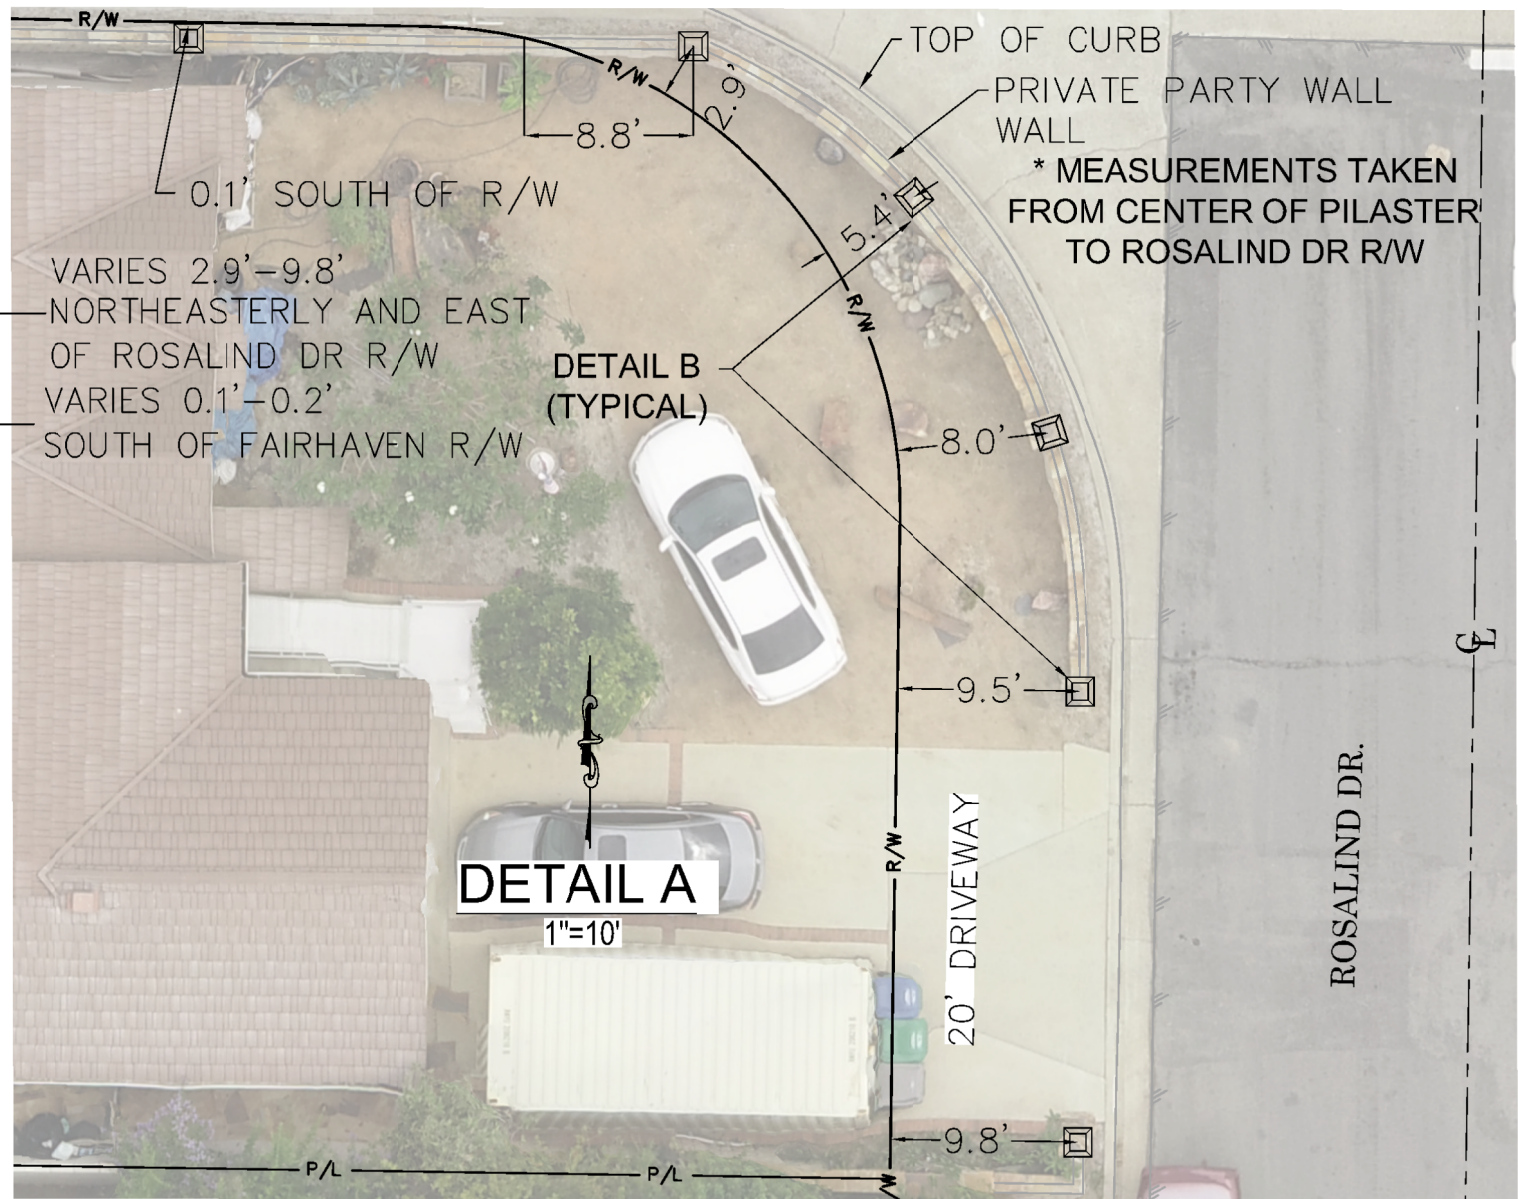 R/W
TOP OF CURB
R/W
2.9'
PRIVATE PARTY WALL
WALL
8.8'
* MEASUREMENTS TAKEN
FROM CENTER OF PILASTER
TO ROSALIND DR R/W
0.1' SOUTH OF R/W
5.4'
VARIES 2.9'-9.8'
NORTHEASTERLY AND EAST
OF ROSALIND DR R/W
R/W
DETAIL B
(TYPICAL)
VARIES 0.1'-0.2'
SOUTH OF FAIRHAVEN R/W
8.0'
CL
9.5'
ROSALIND DR.
20' DRIVEWAY
R/W
DETAIL A
1"=10'
9.8'
P/L
P/L
W